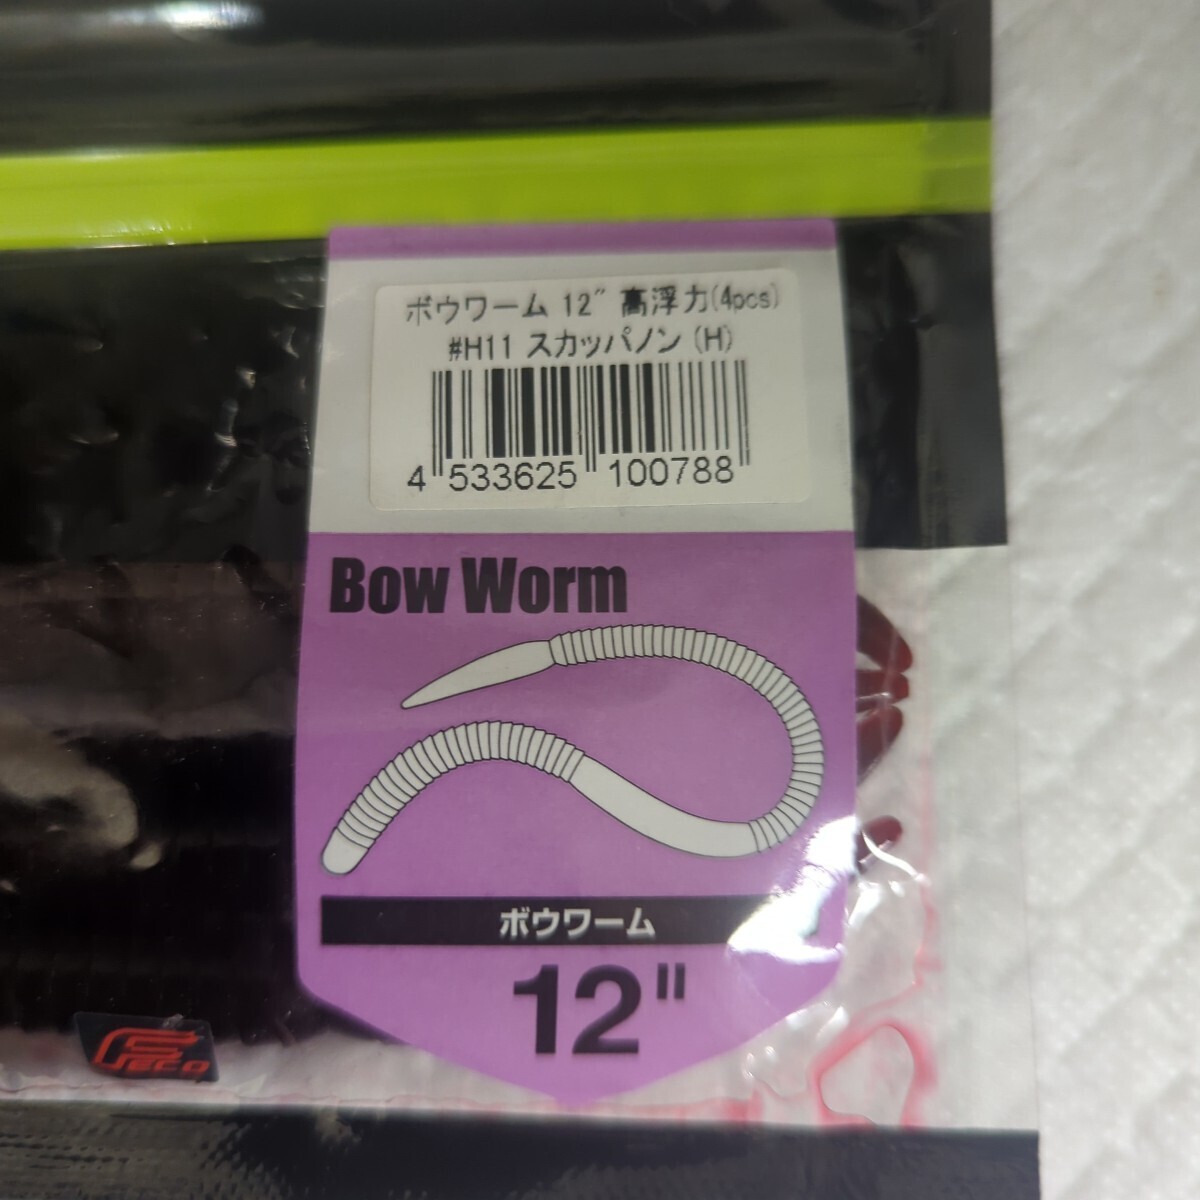 ボウワーム 12″ 高浮力(4pcs)
#H11 スカッパノン (H)
4 533625 100788
Bow Worm
ボウワーム
12"
FECO